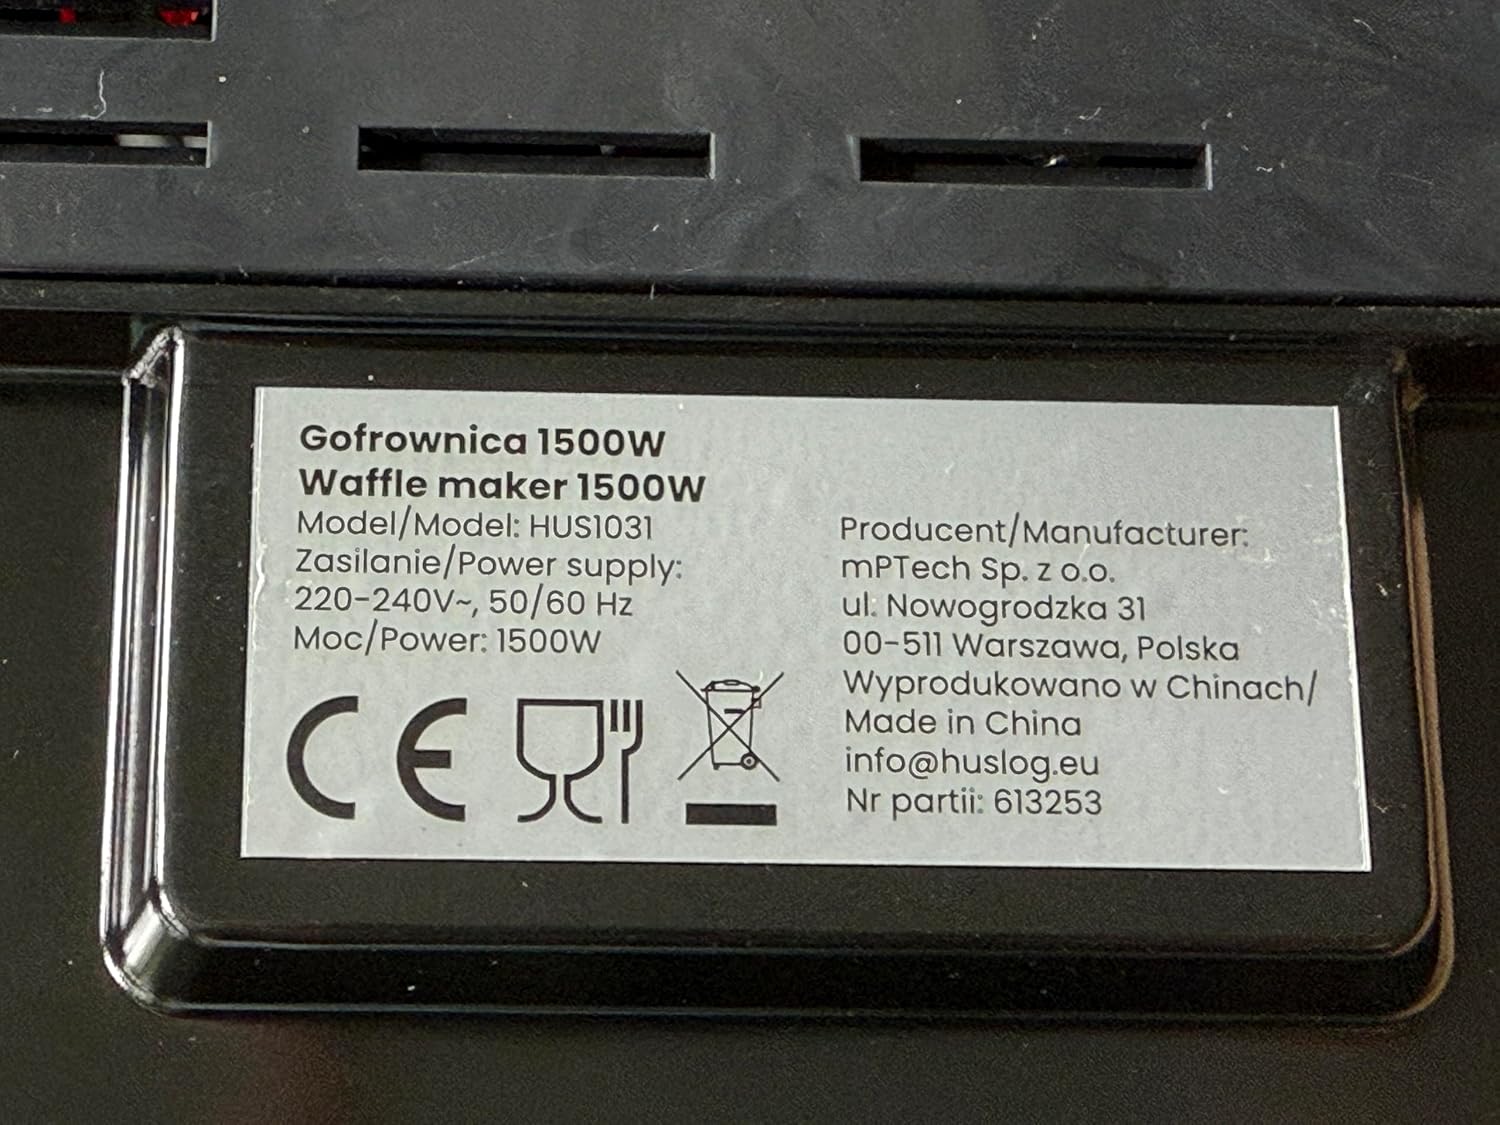 Gofrownica 1500W
Waffle maker 1500W
Model/Model: HUS1031
Zasilanie/Power supply:
220-240V~, 50/60 Hz
Moc/Power: 1500W
CE
Producent/Manufacturer:
mPTech Sp. z o.o.
ul. Nowogrodzka 31
00-511 Warszawa, Polska
Wyprodukowano w Chinach/
Made in China
info@huslog.eu
Nr partii: 613253